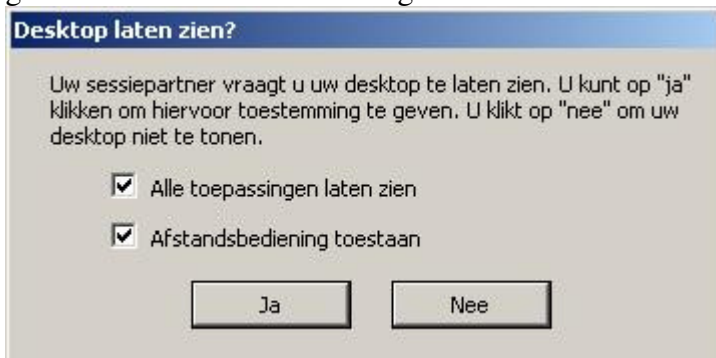 Desktop laten zien?
Uw sessiepartner vraagt u uw desktop te laten zien. U kunt op "ja"
klikken om hiervoor toestemming te geven. U klikt op "nee" om uw
desktop niet te tonen.
Alle toepassingen laten zien
Afstandsbediening toestaan
Ja
Nee